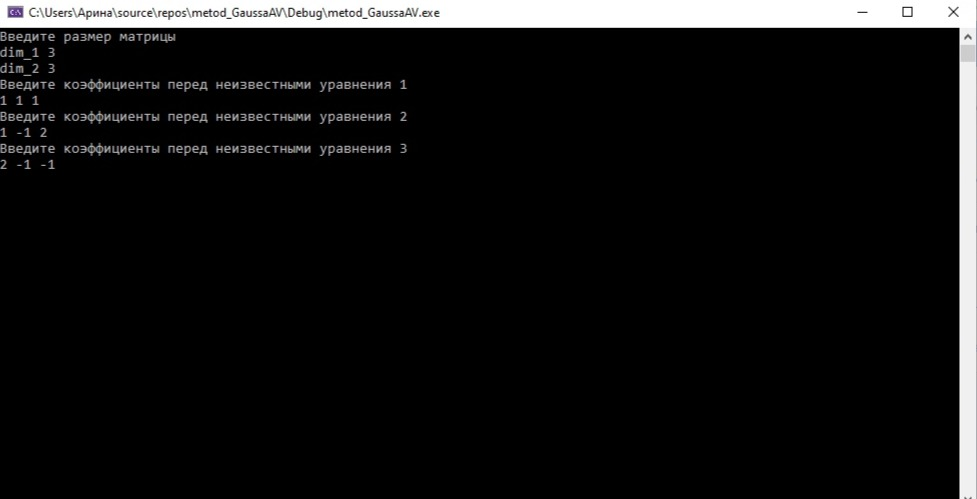 C:\Users\Арина\source\repos\metod_GaussaAV\Debug\metod_GaussaAV.exe
Введите размер матрицы
dim_1 3
dim_2 3
Введите коэффициенты перед неизвестными уравнения 1
1 1 1
Введите коэффициенты перед неизвестными уравнения 2
1 -1 2
Введите коэффициенты перед неизвестными уравнения 3
2 -1 -1